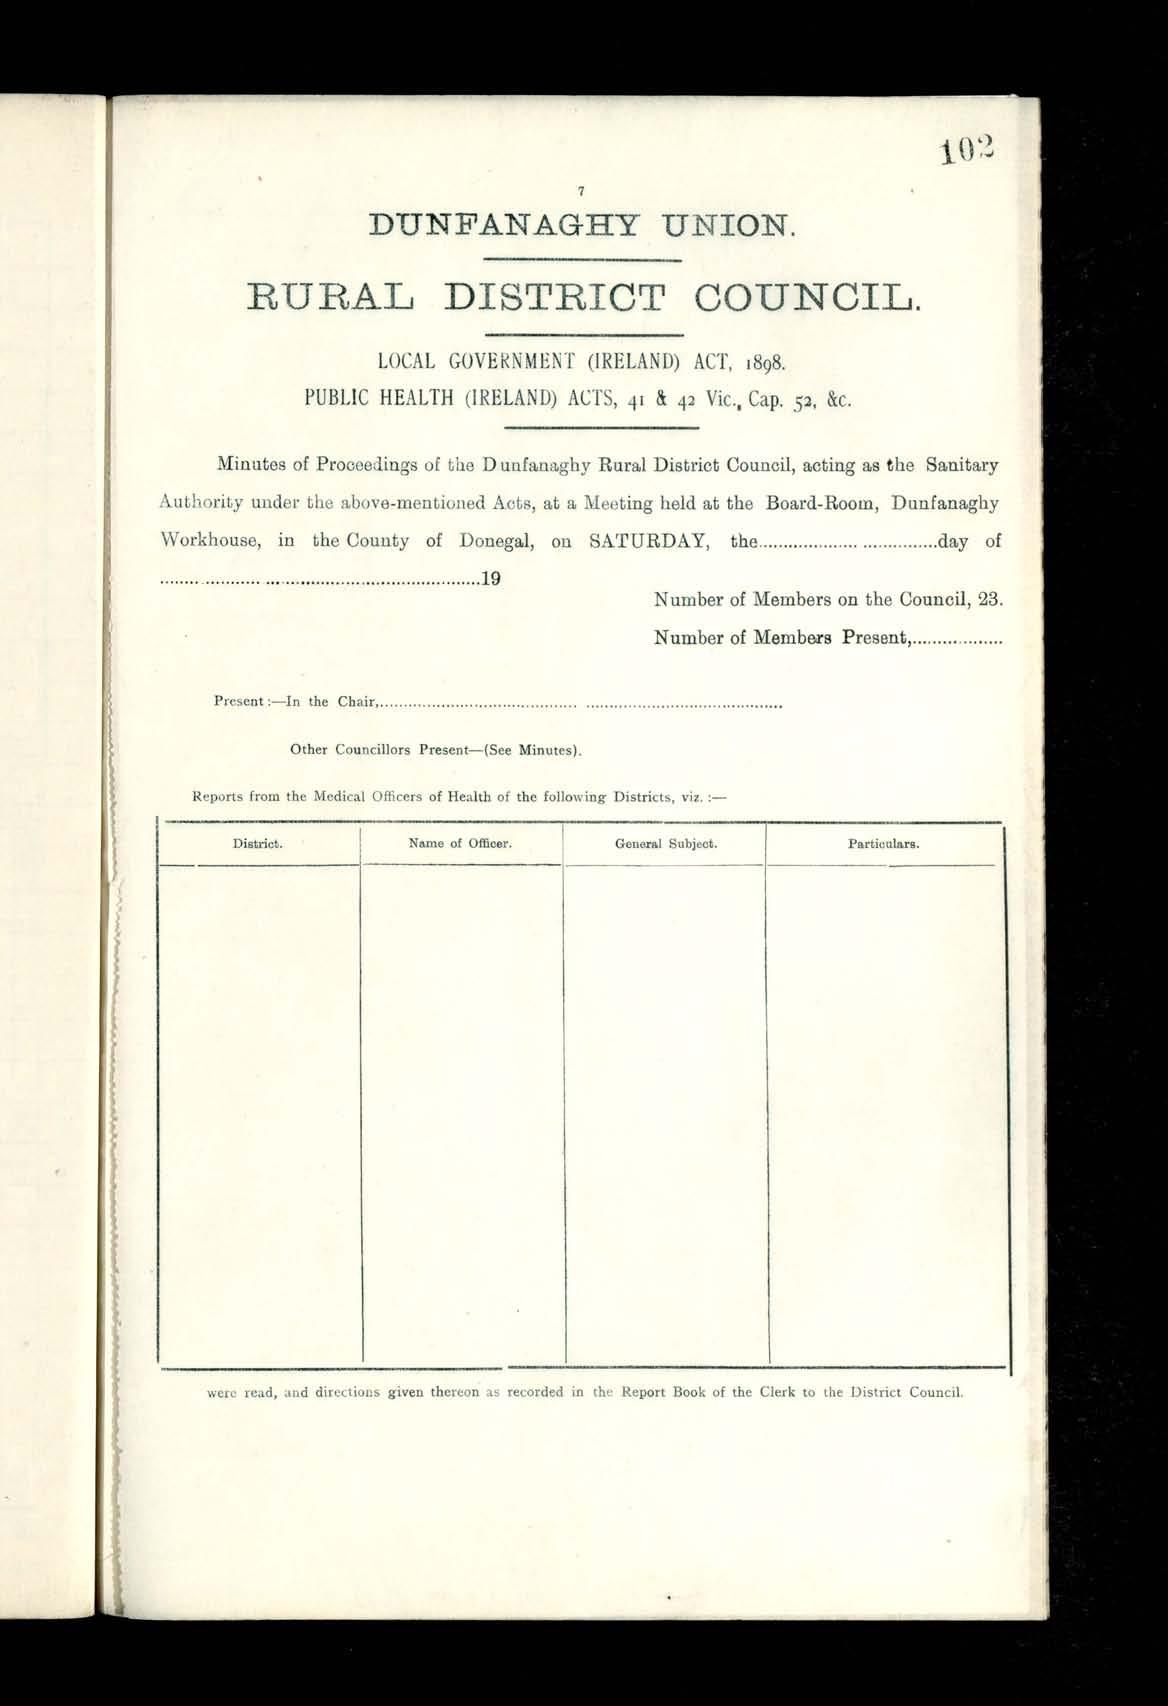 102
7
DUNFANAGHY UNION.
RURAL DISTRICT COUNCIL.
LOCAL GOVERNMENT (IRELAND) ACT, 1898.
PUBLIC HEALTH (IRELAND) ACTS, 41 & 42 Vic., Cap. 52, &c.
Minutes of Proceedings of the Dunfanaghy Rural District Council, acting as the Sanitary
Authority under the above-mentioned Acts, at a Meeting held at the Board-Room, Dunfanaghy
Workhouse, in the County of Donegal, on SATURDAY, the....................................day of
................................................................19
Number of Members on the Council, 23.
Number of Members Present,..................
Present :—In the Chair,....................................................................................
Other Councillors Present—(See Minutes).
Reports from the Medical Officers of Health of the following Districts, viz. :—
District. Name of Officer. General Subject. Particulars.
were read, and directions given thereon as recorded in the Report Book of the Clerk to the District Council.